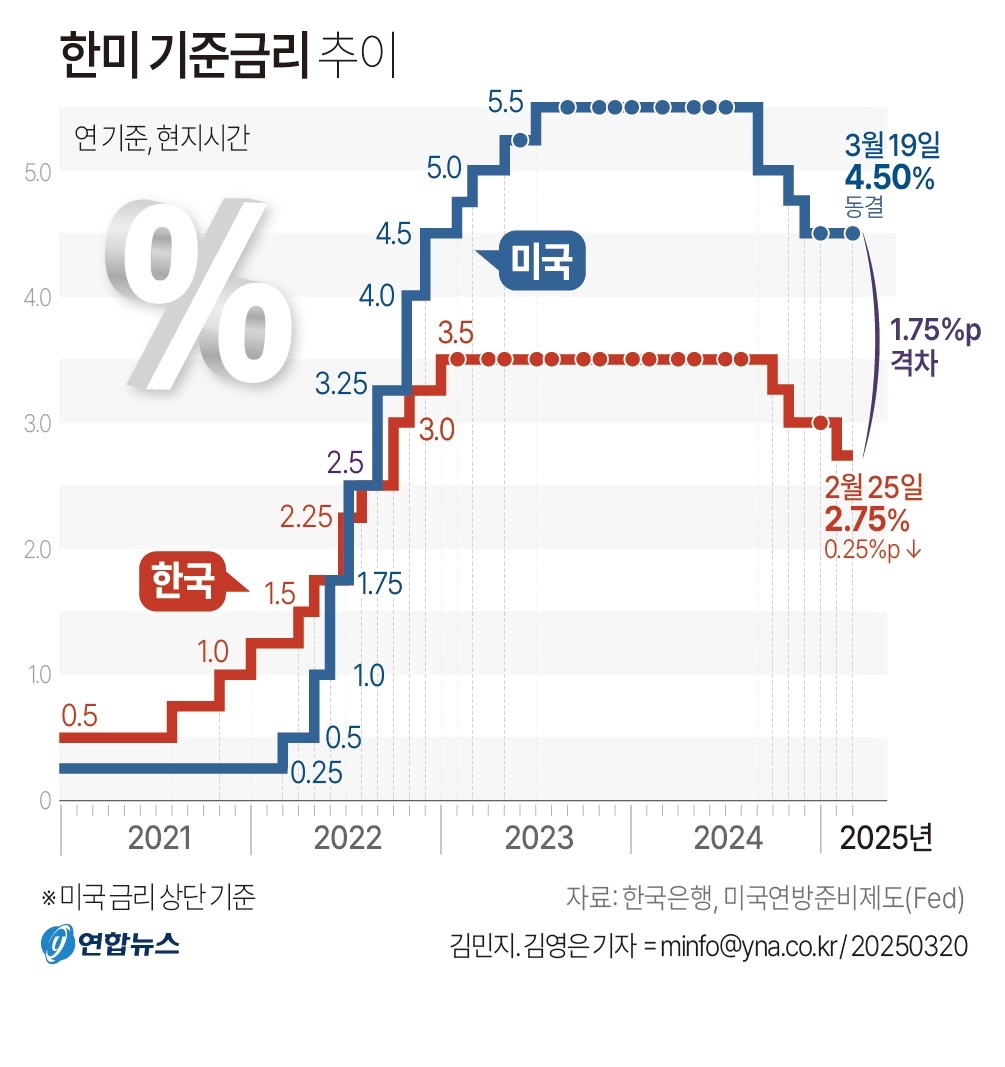 한미 기준금리 추이
연 기준, 현지시간
%
5.0
4.0
3.0
2.0
1.0
0
5.5
5.0
4.5
4.0
3.25
2.5
1.75
1.0
0.5
0.25
미국
3월 19일
4.50%
동결
1.75%p
격차
3.5
3.0
2.25
1.5
1.0
0.5
한국
2월 25일
2.75%
0.25%p ↓
2021 2022 2023 2024 2025년
※ 미국 금리 상단 기준
자료: 한국은행, 미국연방준비제도(Fed)
연합뉴스
김민지. 김영은 기자 = minfo@yna.co.kr / 20250320